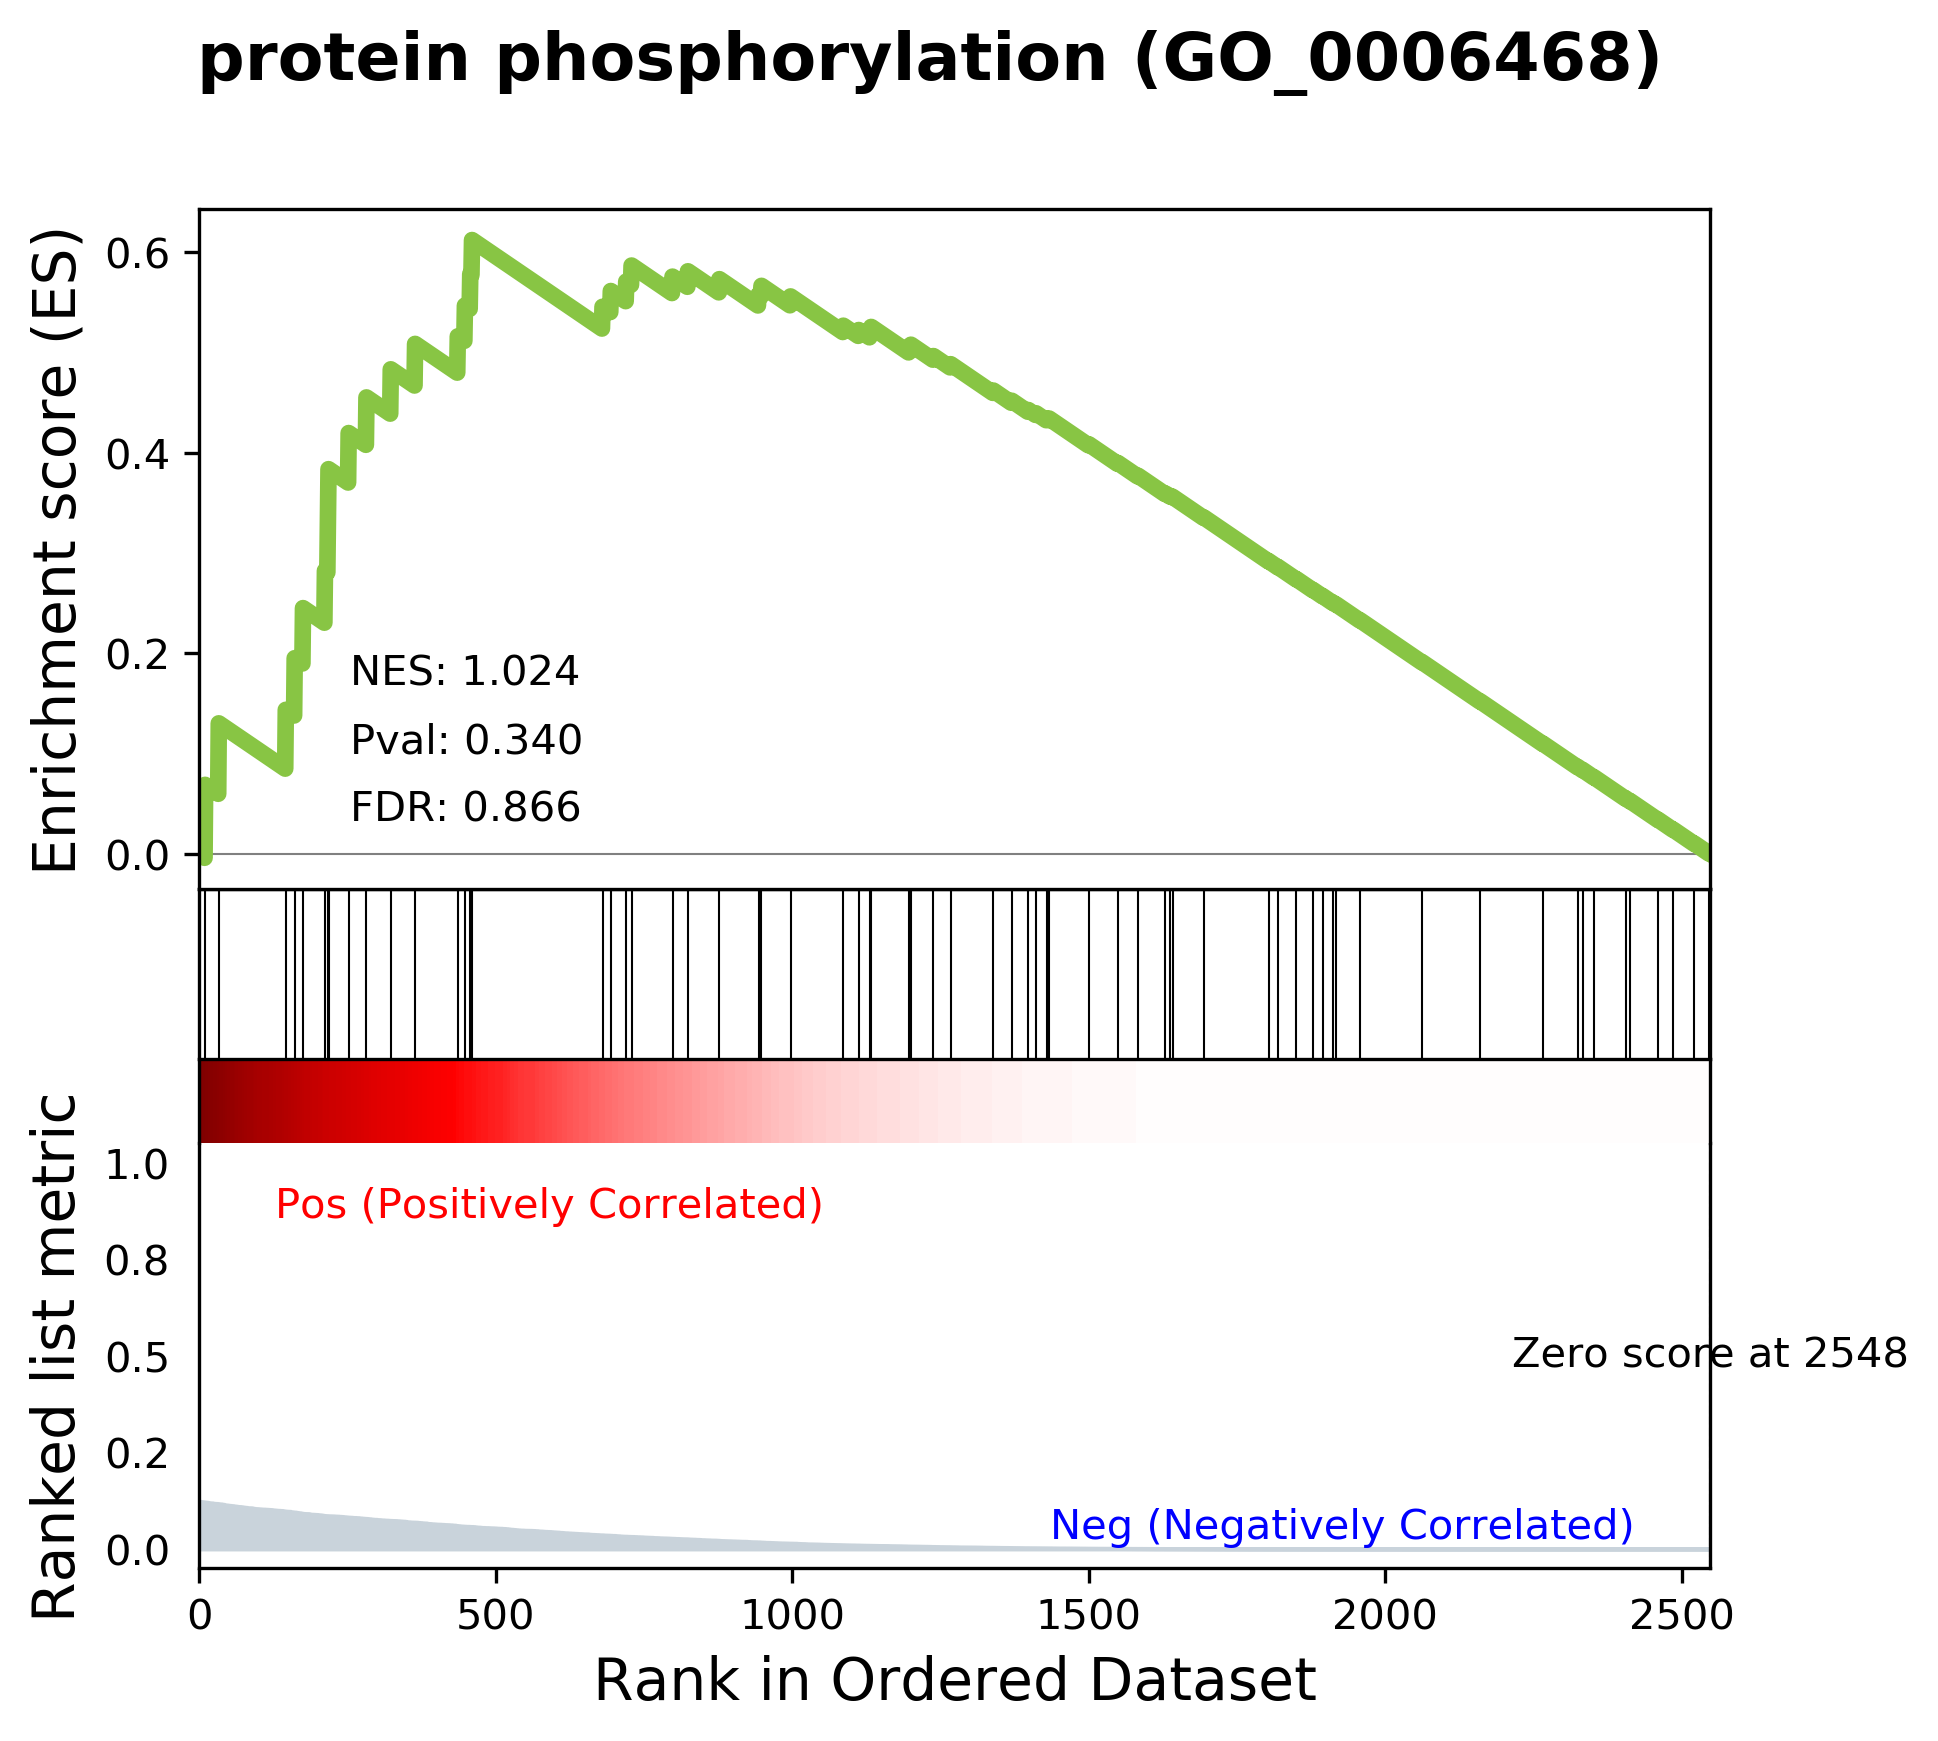 protein phosphorylation (GO_0006468)
Enrichment score (ES)
0.6
0.4
0.2
0.0
NES: 1.024
Pval: 0.340
FDR: 0.866
Ranked list metric
1.0
0.8
0.5
0.2
0.0
Pos (Positively Correlated)
Zero score at 2548
Neg (Negatively Correlated)
0 500 1000 1500 2000 2500
Rank in Ordered Dataset